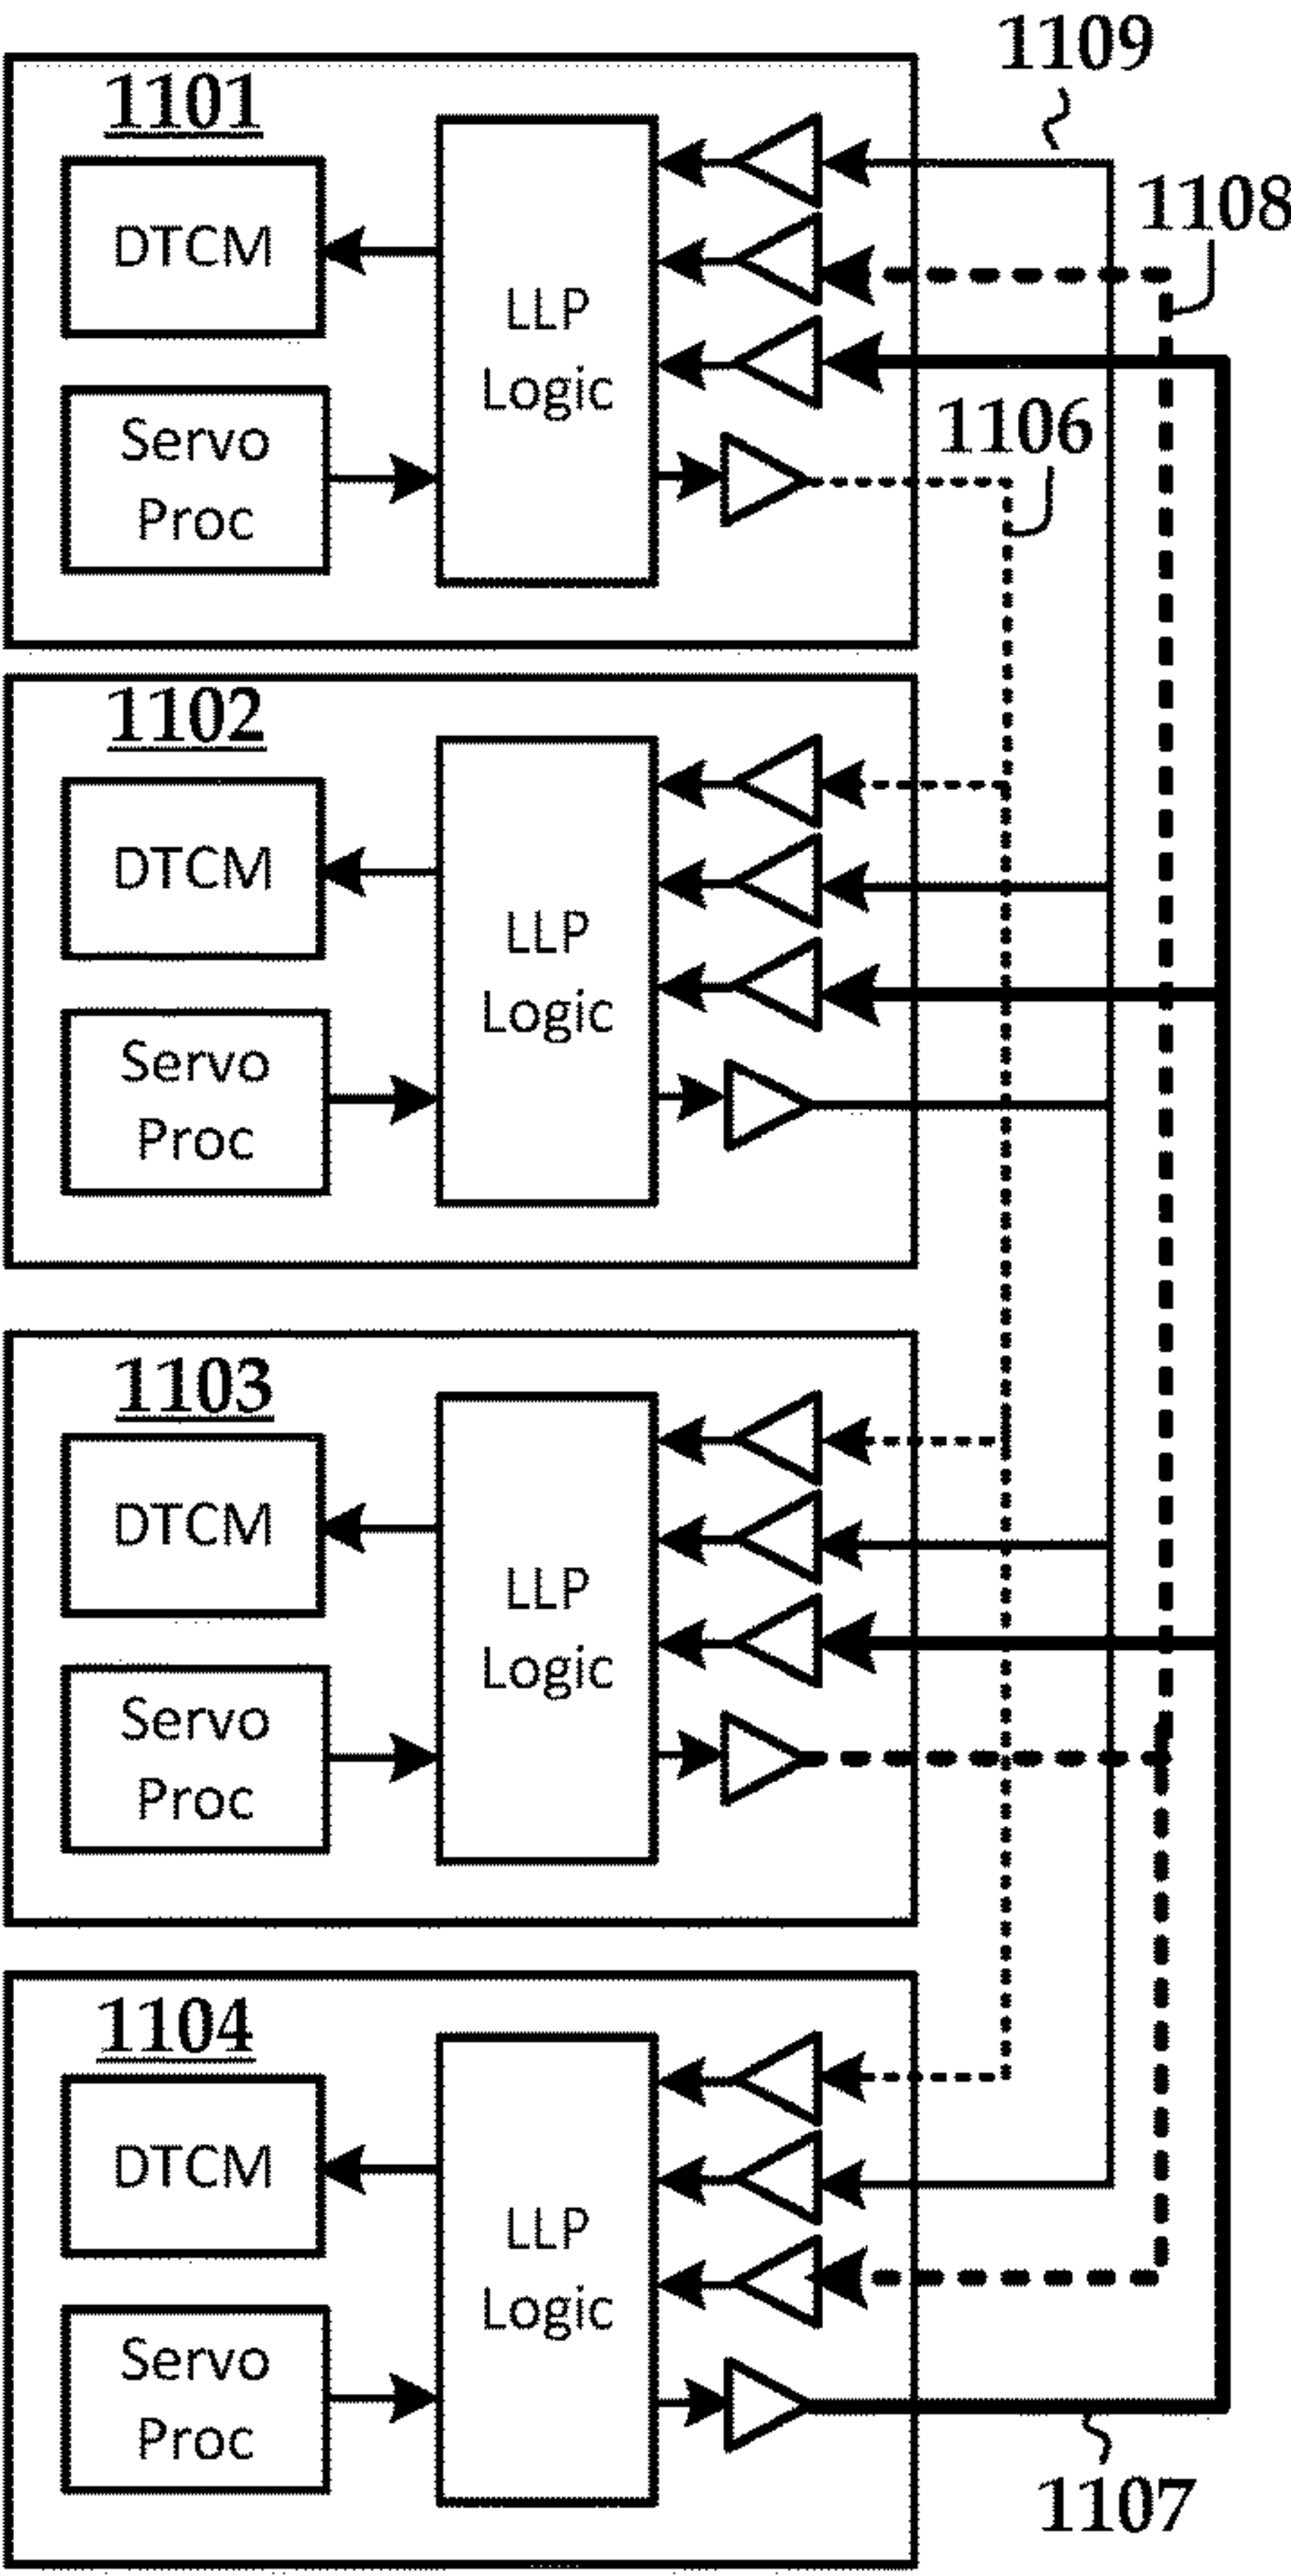 1109
1101
1108
DTCM
LLP
Logic
1106
Servo
Proc
1102
DTCM
LLP
Logic
Servo
Proc
1103
DTCM
LLP
Logic
Servo
Proc
1104
DTCM
LLP
Logic
Servo
Proc
1107